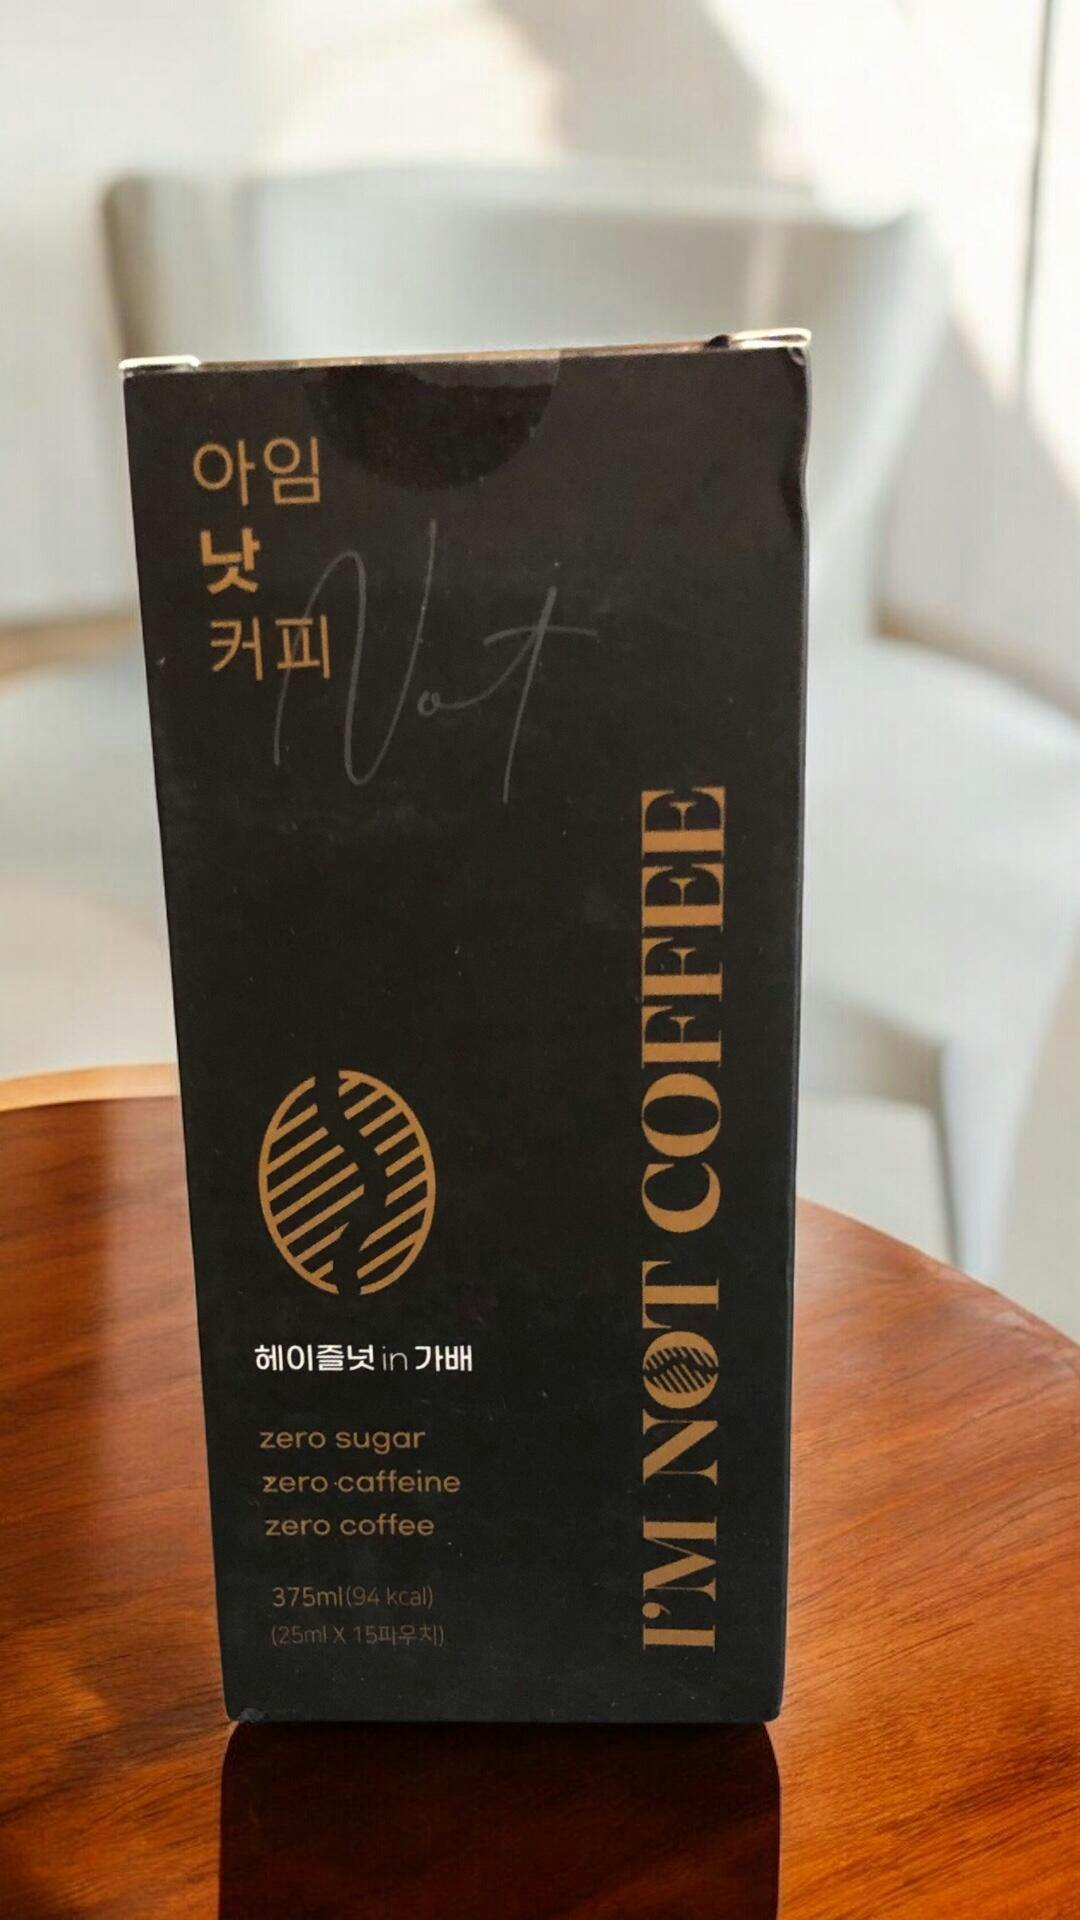 아임
낫
커피
Not
I'M NOT COFFEE
헤이즐넛 in 가배
zero sugar
zero caffeine
zero coffee
375ml(94 kcal)
(25ml X 15파우치)